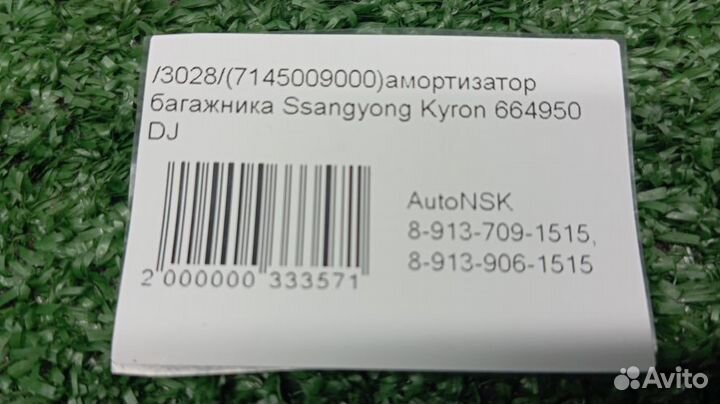 /3028/(7145009000)амортизатор
багажника Ssangyong Kyron 664950
DJ
AutoNSK
8-913-709-1515,
8-913-906-1515
2 000000 333571
Avito